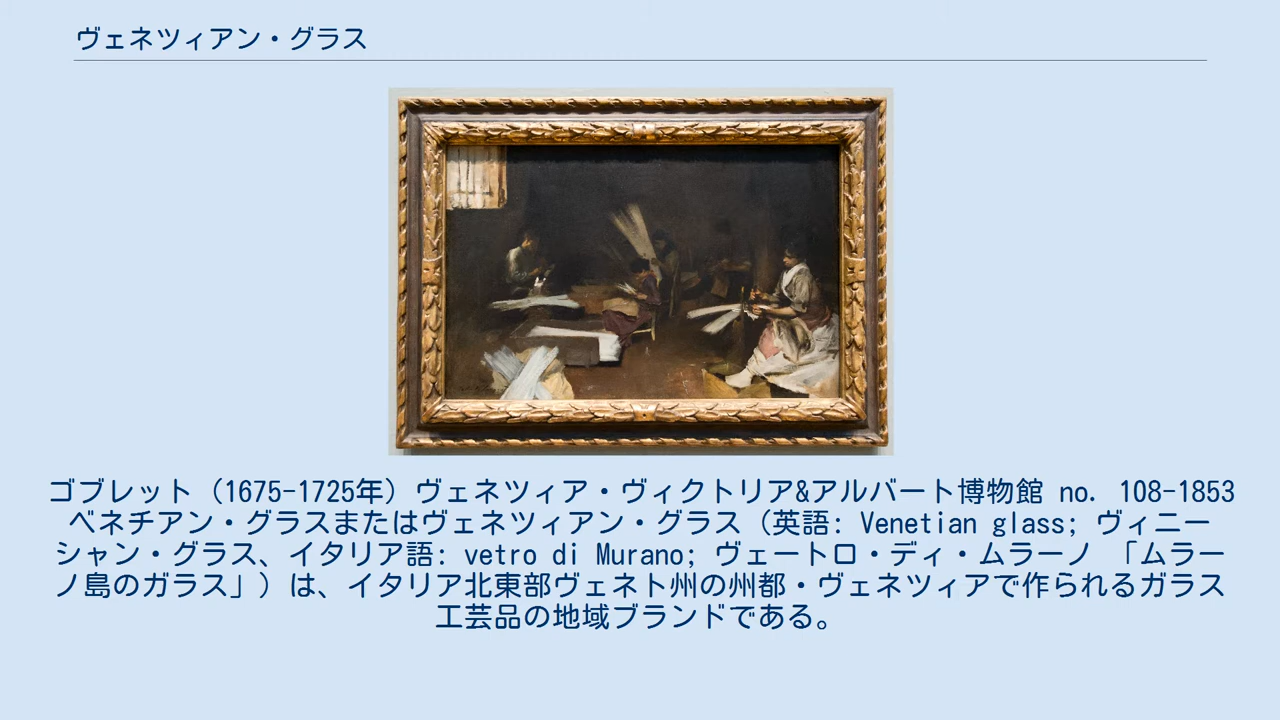 ヴェネツィアン・グラス
ゴブレット（1675-1725年）ヴェネツィア・ヴィクトリア&アルバート博物館 no. 108-1853
ベネチアン・グラスまたはヴェネツィアン・グラス（英語: Venetian glass; ヴィニー
シャン・グラス、イタリア語: vetro di Murano; ヴェートロ・ディ・ムラーノ 「ムラー
ノ島のガラス」）は、イタリア北東部ヴェネト州の州都・ヴェネツィアで作られるガラス
工芸品の地域ブランドである。